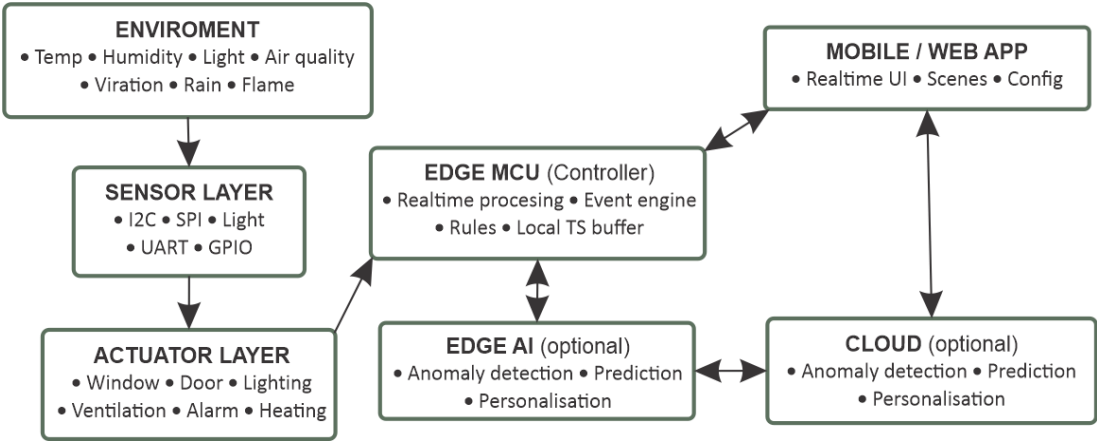 ENVIROMENT
• Temp • Humidity • Light • Air quality
• Viration • Rain • Flame
SENSOR LAYER
• I2C • SPI • Light
• UART • GPIO
ACTUATOR LAYER
• Window • Door • Lighting
• Ventilation • Alarm • Heating
EDGE MCU (Controller)
• Realtime procesing • Event engine
• Rules • Local TS buffer
EDGE AI (optional)
• Anomaly detection • Prediction
• Personalisation
MOBILE / WEB APP
• Realtime UI • Scenes • Config
CLOUD (optional)
• Anomaly detection • Prediction
• Personalisation